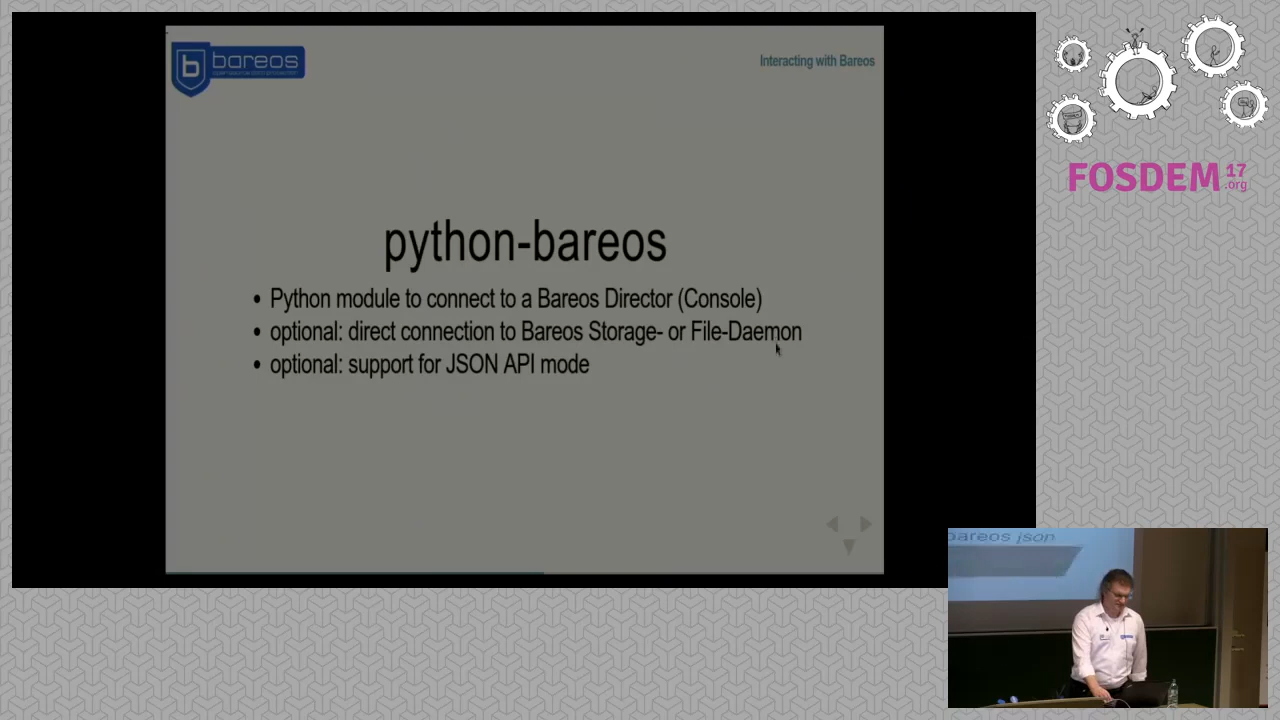 bareos
Interacting with Bareos
python-bareos
• Python module to connect to a Bareos Director (Console)
• optional: direct connection to Bareos Storage- or File-Daemon
• optional: support for JSON API mode
FOSDEM 17
.org
bareos json